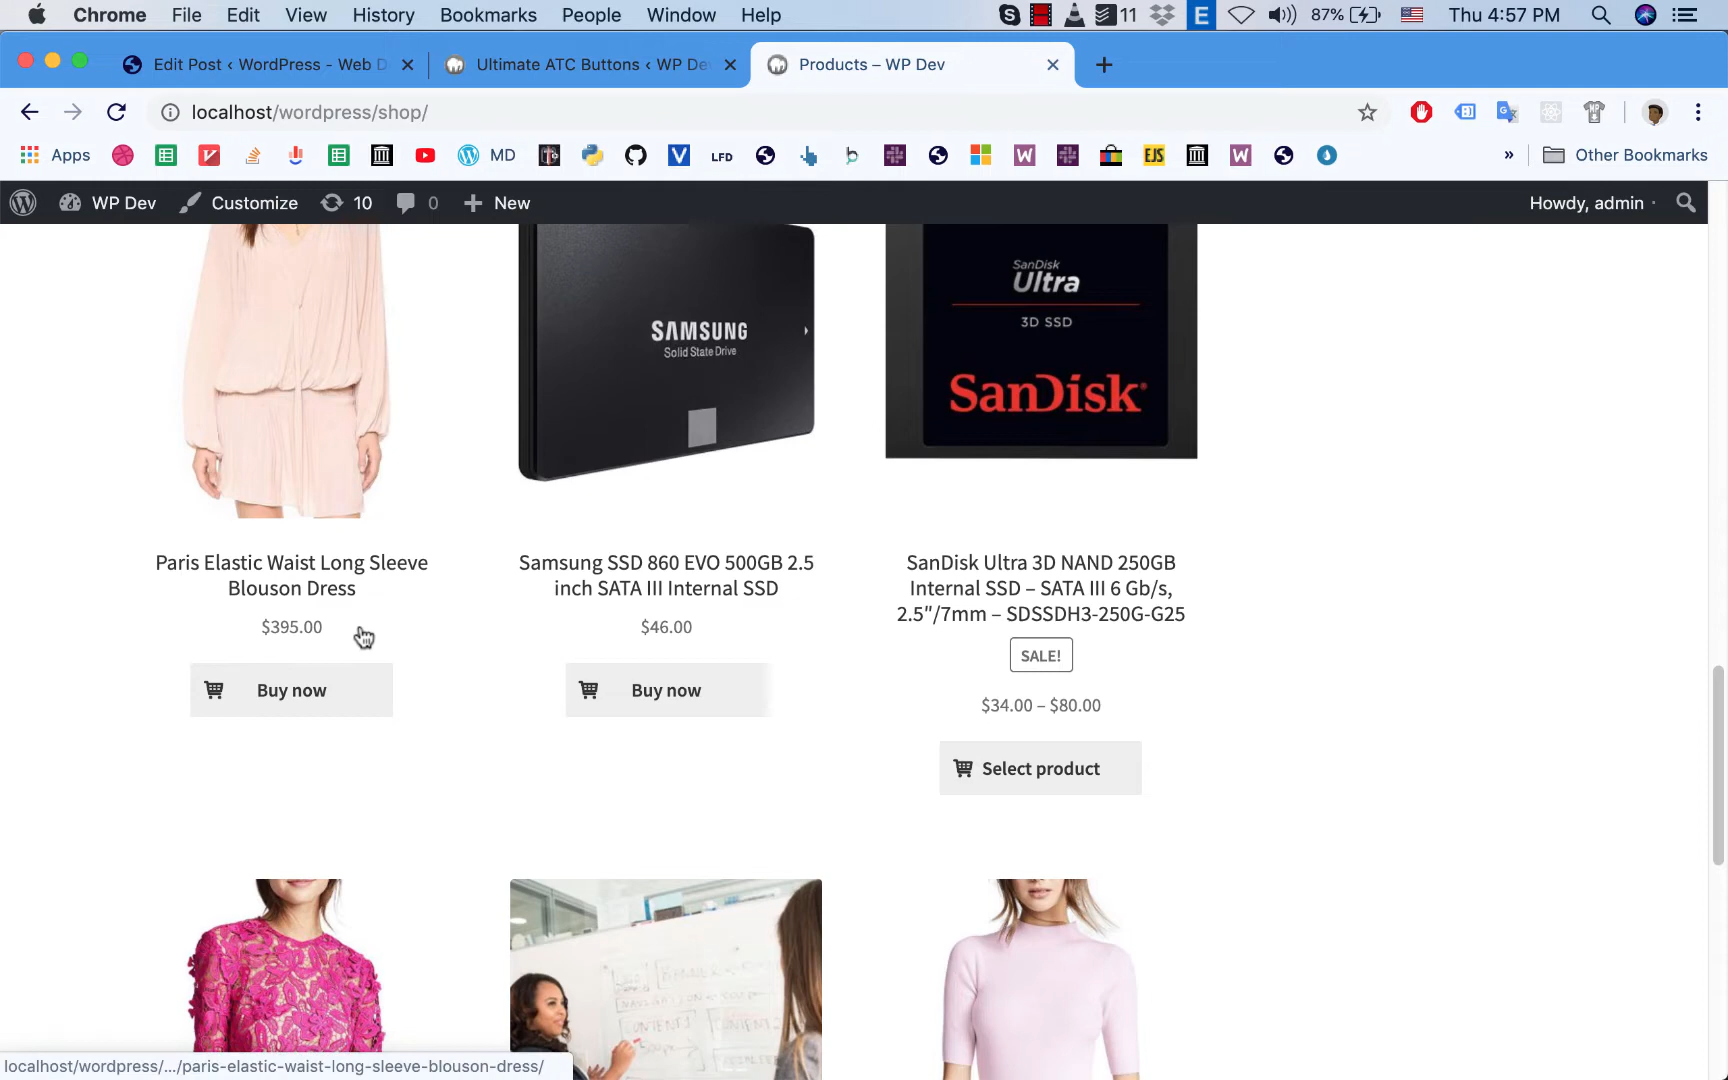 Chrome File Edit View History Bookmarks People Window Help 11 E 87% Thu 4:57 PM
Edit Post ‹ WordPress - Web D
Ultimate ATC Buttons ‹ WP De
Products – WP Dev
localhost/wordpress/shop/
Apps MD LFD W EJS W » Other Bookmarks
WP Dev Customize 10 0 New Howdy, admin
SAMSUNG
Solid State Drive
SanDisk
Ultra
3D SSD
SanDisk
Paris Elastic Waist Long Sleeve
Blouson Dress
$395.00
Buy now
Samsung SSD 860 EVO 500GB 2.5
inch SATA III Internal SSD
$46.00
Buy now
SanDisk Ultra 3D NAND 250GB
Internal SSD – SATA III 6 Gb/s,
2.5"/7mm – SDSSDH3-250G-G25
SALE!
$34.00 – $80.00
Select product
localhost/wordpress/.../paris-elastic-waist-long-sleeve-blouson-dress/